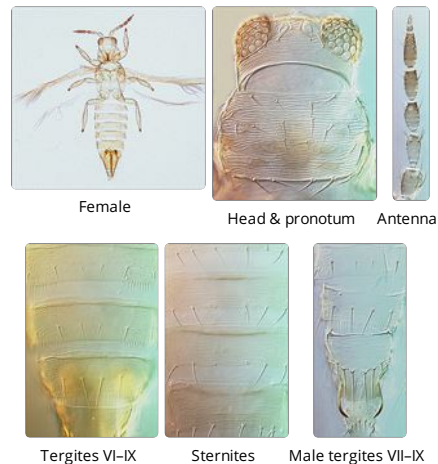 Female
Head & pronotum
Antenna
Tergites VI–IX
Sternites
Male tergites VII–IX